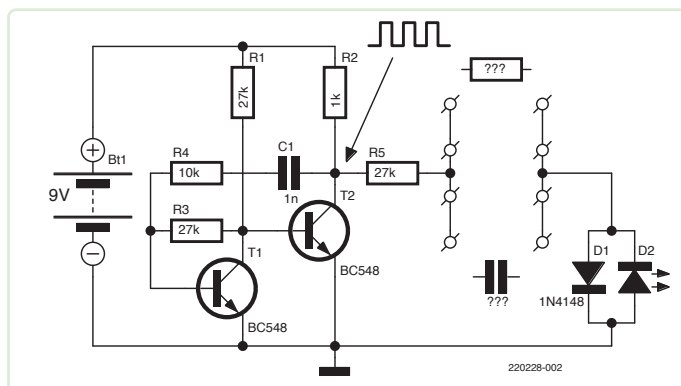 R1
27k
R2
1k
???
Bt1
9V
R4
10k
C1
1n
R5
27k
T2
R3
27k
T1
BC548
BC548
???
D1
D2
1N4148
220228-002